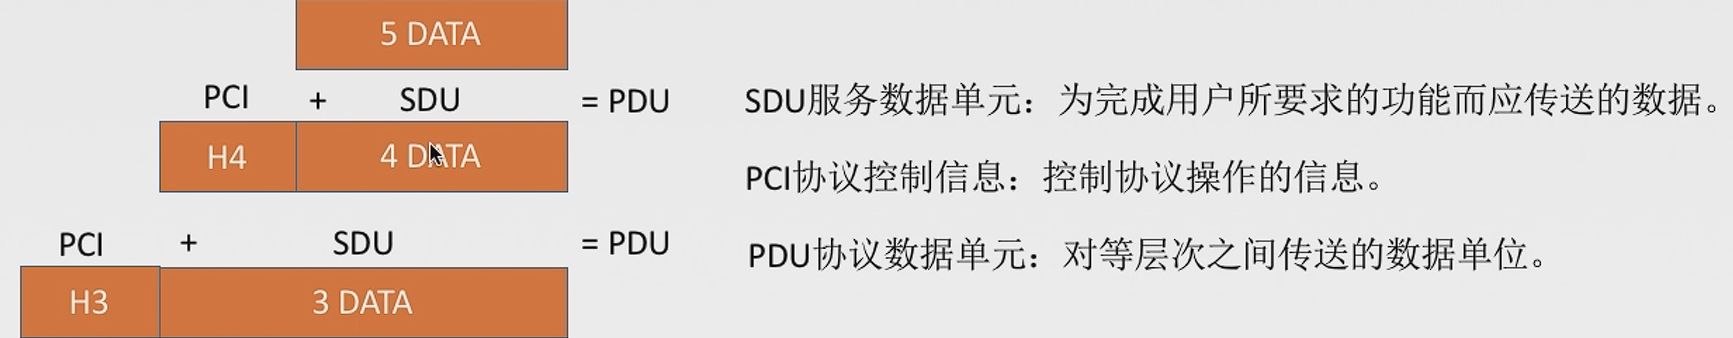 5 DATA
PCI + SDU = PDU
SDU服务数据单元：为完成用户所要求的功能而应传送的数据。
H4 4 DATA
PCI协议控制信息：控制协议操作的信息。
PCI + SDU = PDU
PDU协议数据单元：对等层次之间传送的数据单位。
H3 3 DATA